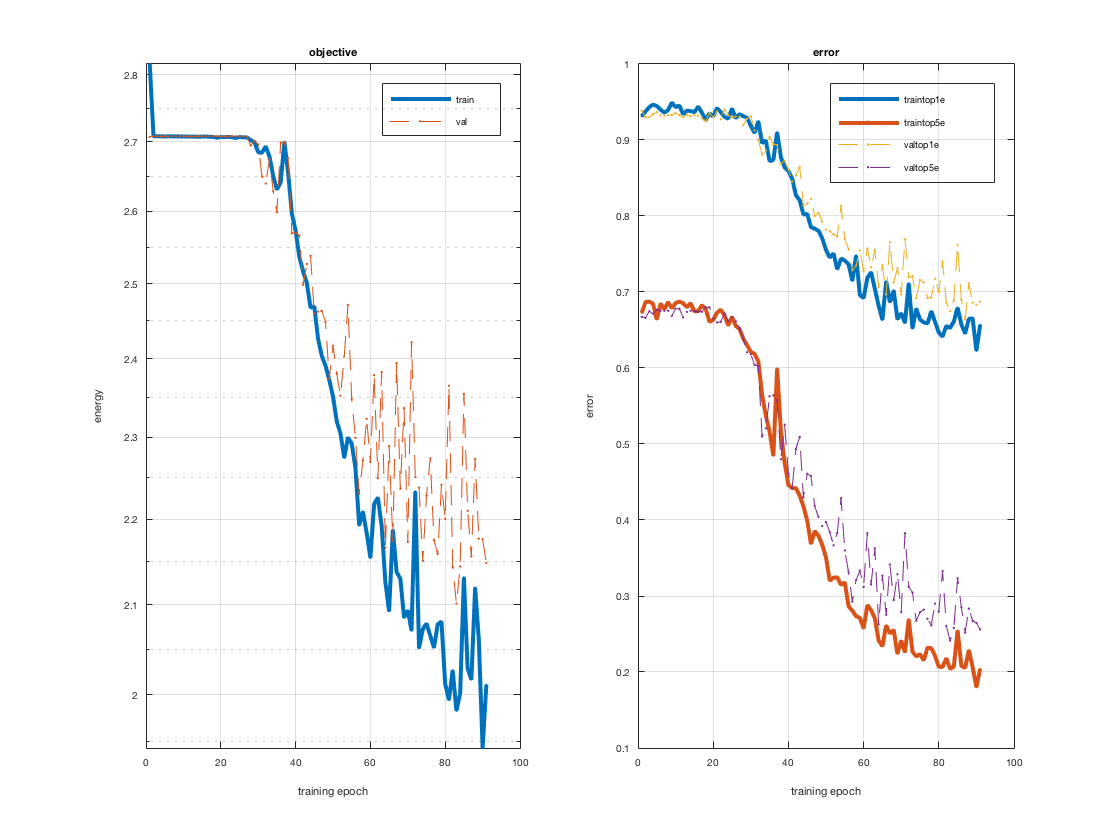 objective
2.8
2.7
2.6
2.5
2.4
2.3
2.2
2.1
2
energy
0
20
40
60
80
100
training epoch
train
val
error
1
0.9
0.8
0.7
0.6
0.5
0.4
0.3
0.2
0.1
error
0
20
40
60
80
100
training epoch
traintop1e
traintop5e
valtop1e
valtop5e